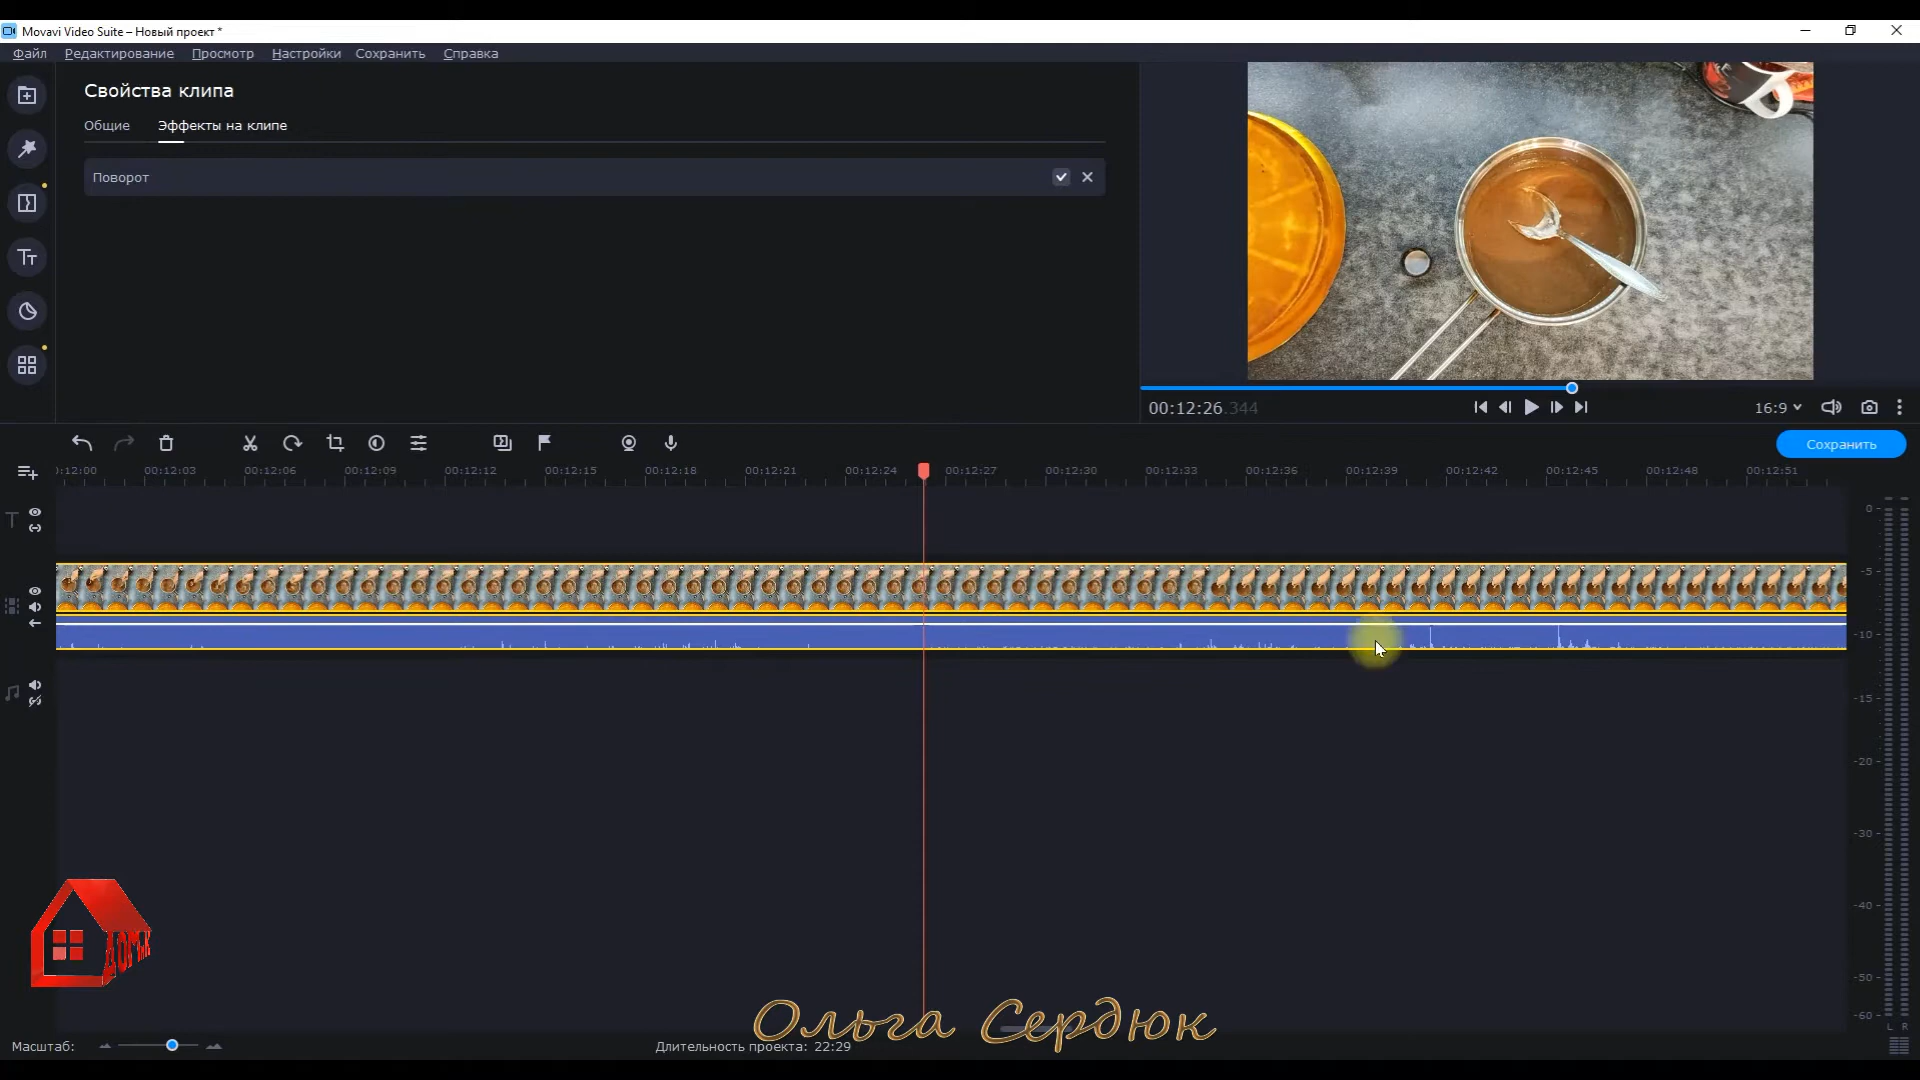 Movavi Video Suite – Новый проект *
Файл Редактирование Просмотр Настройки Сохранить Справка
Свойства клипа
Общие Эффекты на клипе
Поворот
00:12:26.344
16:9
Сохранить
):12:00 00:12:03 00:12:06 00:12:09 00:12:12 00:12:15 00:12:18 00:12:21 00:12:24 00:12:27 00:12:30 00:12:33 00:12:36 00:12:39 00:12:42 00:12:45 00:12:48 00:12:51
0
-5
-10
-15
-20
-30
-40
-50
-60
L R
ДОМиК
Ольга Сердюк
Масштаб:
Длительность проекта: 22:29